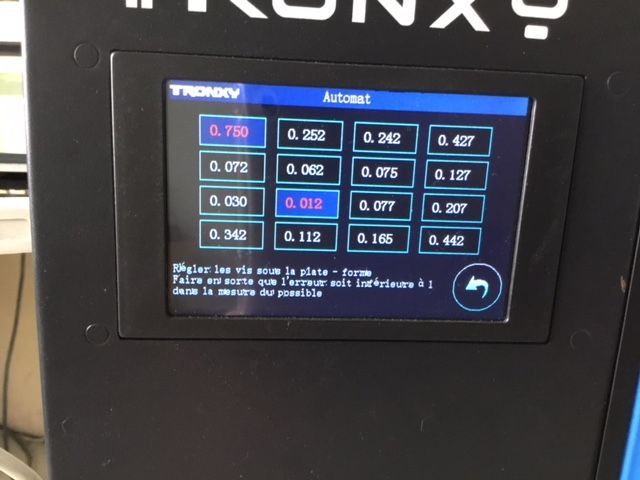 TRONXY
TRONXY
Automat
0.750 0.252 0.242 0.427
0.072 0.062 0.075 0.127
0.030 0.012 0.077 0.207
0.342 0.112 0.165 0.442
Régler les vis sous la plate - forme
Faire en sorte que l'erreur soit inférieure à 1
dans la mesure du possible